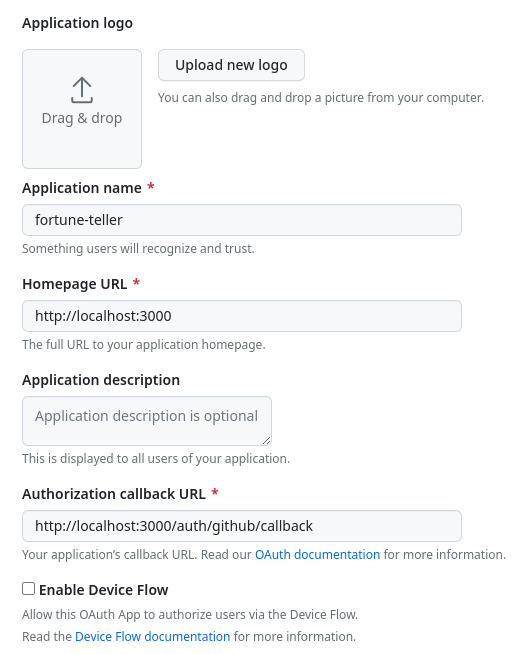 Application logo
Upload new logo
Drag & drop
You can also drag and drop a picture from your computer.
Application name *
fortune-teller
Something users will recognize and trust.
Homepage URL *
http://localhost:3000
The full URL to your application homepage.
Application description
Application description is optional
This is displayed to all users of your application.
Authorization callback URL *
http://localhost:3000/auth/github/callback
Your application’s callback URL. Read our OAuth documentation for more information.
Enable Device Flow
Allow this OAuth App to authorize users via the Device Flow.
Read the Device Flow documentation for more information.